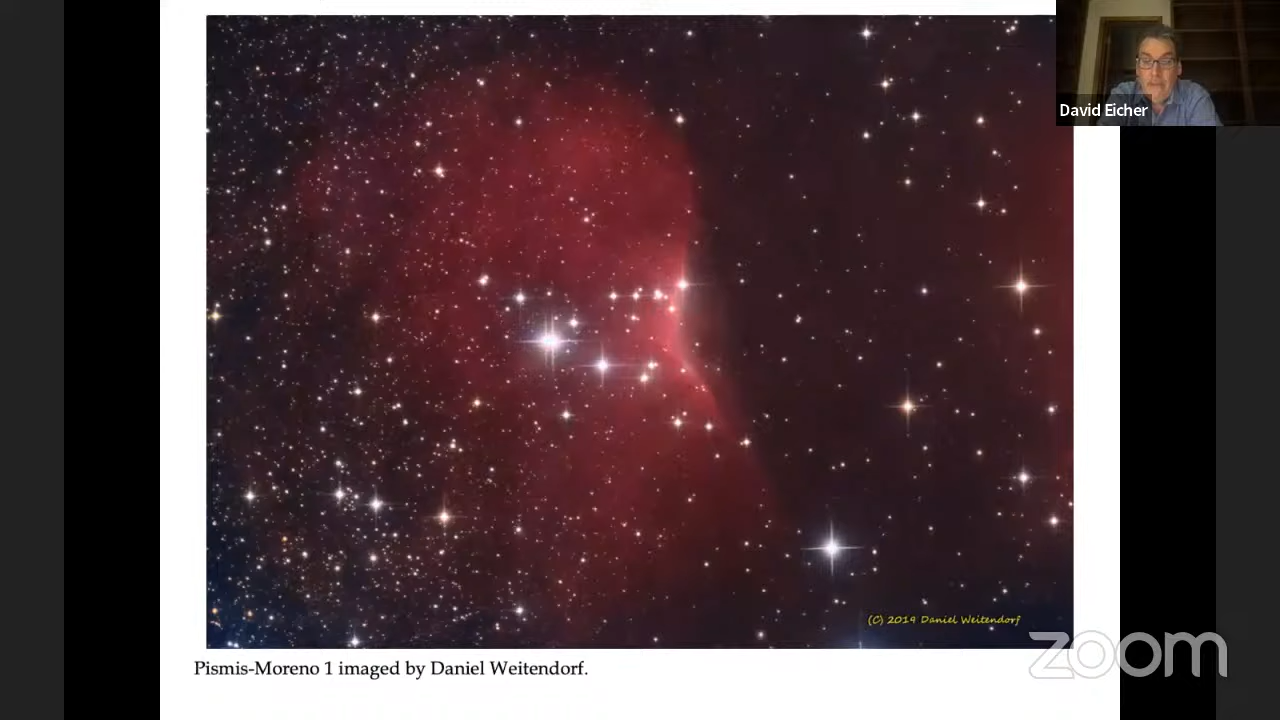 David Eicher
(C) 2019 Daniel Weitendorf
Pismis-Moreno 1 imaged by Daniel Weitendorf.
zoom